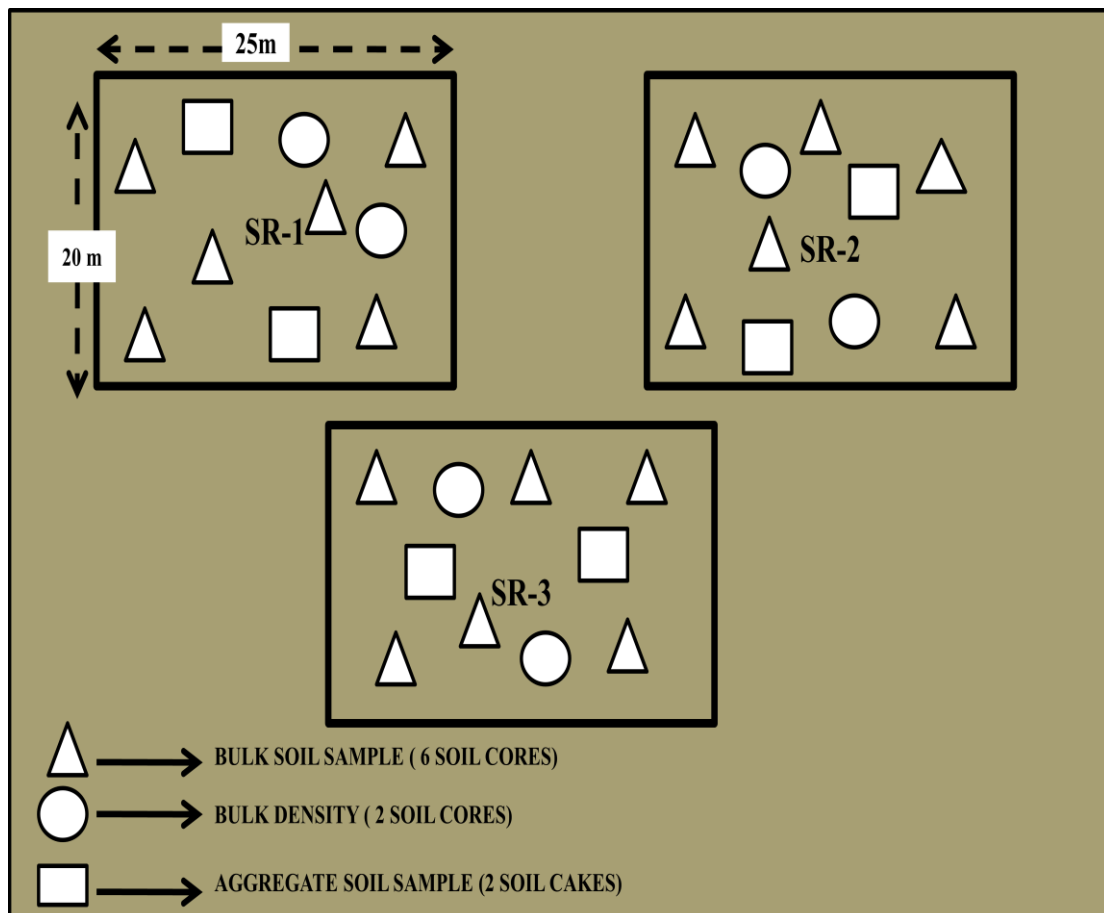 25m
20 m
SR-1
SR-2
SR-3
BULK SOIL SAMPLE ( 6 SOIL CORES)
BULK DENSITY ( 2 SOIL CORES)
AGGREGATE SOIL SAMPLE (2 SOIL CAKES)